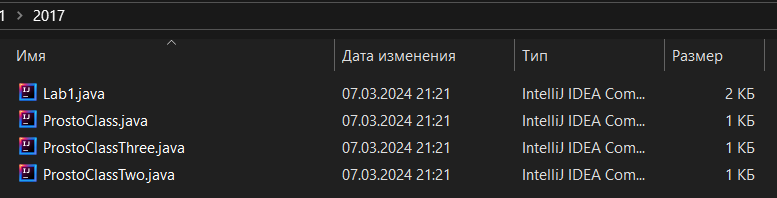 1 > 2017
Имя Дата изменения Тип Размер
Lab1.java 07.03.2024 21:21 IntelliJ IDEA Com... 2 КБ
ProstoClass.java 07.03.2024 21:21 IntelliJ IDEA Com... 1 КБ
ProstoClassThree.java 07.03.2024 21:21 IntelliJ IDEA Com... 1 КБ
ProstoClassTwo.java 07.03.2024 21:21 IntelliJ IDEA Com... 1 КБ